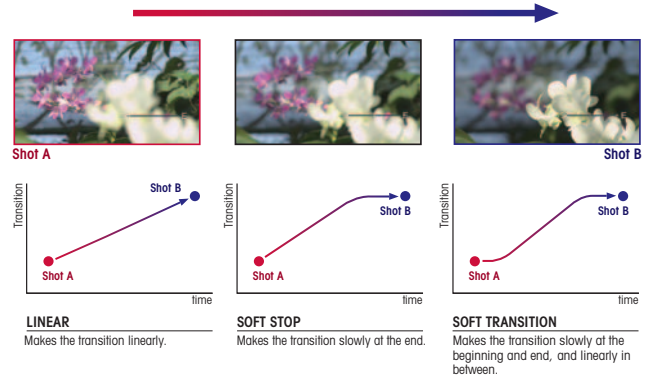 Shot A
Shot B
Transition
Shot B
Shot A
time
Transition
Shot B
Shot A
time
Transition
Shot B
Shot A
time
LINEAR
Makes the transition linearly.
SOFT STOP
Makes the transition slowly at the end.
SOFT TRANSITION
Makes the transition slowly at the
beginning and end, and linearly in
between.